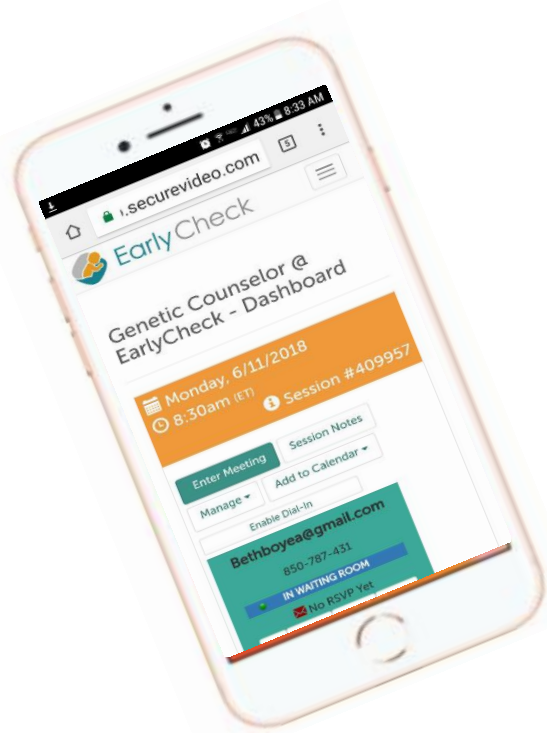 43% 8:33 AM
.securevideo.com
5
EarlyCheck
Genetic Counselor @
EarlyCheck - Dashboard
Monday, 6/11/2018
8:30am (ET)
Session #409957
Enter Meeting
Session Notes
Manage
Add to Calendar
Enable Dial-In
Bethboyea@gmail.com
850-787-431
IN WAITING ROOM
No RSVP Yet